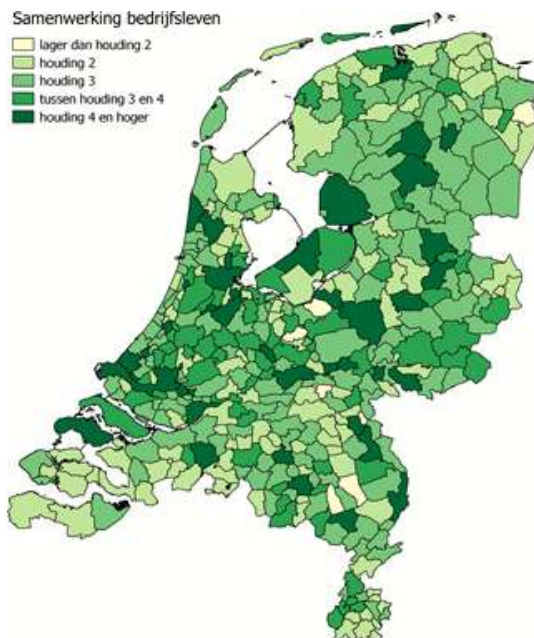 Samenwerking bedrijfsleven
lager dan houding 2
houding 2
houding 3
tussen houding 3 en 4
houding 4 en hoger